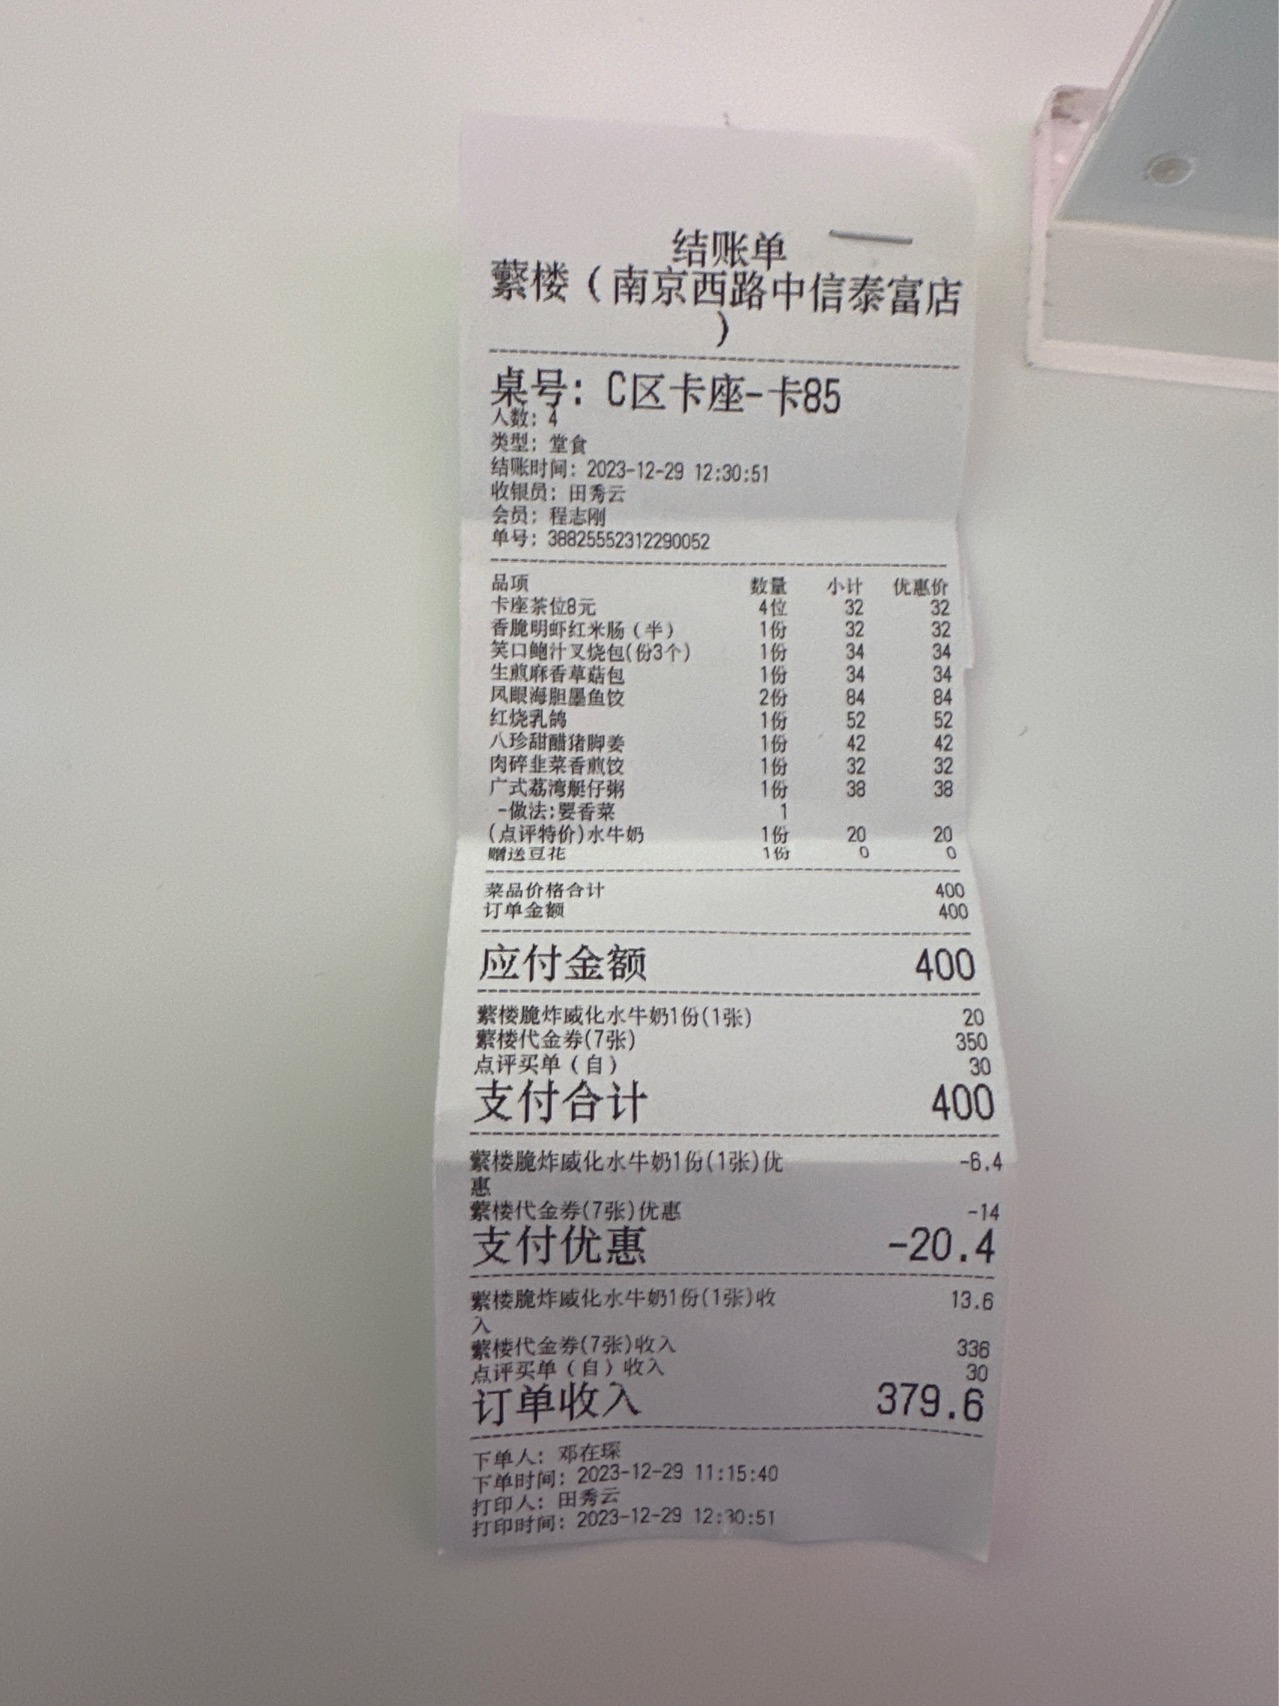 结账单
蘩楼（南京西路中信泰富店
）
桌号：C区卡座-卡85
人数：4
类型：堂食
结账时间：2023-12-29 12:30:51
收银员：田秀云
会员：程志刚
单号：38825552312290052
品项 数量 小计 优惠价
卡座茶位8元 4位 32 32
香脆明虾红米肠（半） 1份 32 32
笑口鲍汁叉烧包(份3个) 1份 34 34
生煎麻香草菇包 1份 34 34
凤眼海胆墨鱼饺 2份 84 84
红烧乳鸽 1份 52 52
八珍甜醋猪脚姜 1份 42 42
肉碎韭菜香煎饺 1份 32 32
广式荔湾艇仔粥 1份 38 38
-做法:要香菜 1
(点评特价)水牛奶 1份 20 20
赠送豆花 1份 0 0
菜品价格合计 400
订单金额 400
应付金额 400
蘩楼脆炸威化水牛奶1份(1张) 20
蘩楼代金券(7张) 350
点评买单（自） 30
支付合计 400
蘩楼脆炸威化水牛奶1份(1张)优 -6.4
惠
蘩楼代金券(7张)优惠 -14
支付优惠 -20.4
蘩楼脆炸威化水牛奶1份(1张)收 13.6
入
蘩楼代金券(7张)收入 336
点评买单（自）收入 30
订单收入 379.6
下单人：邓在琛
下单时间：2023-12-29 11:15:40
打印人：田秀云
打印时间：2023-12-29 12:30:51